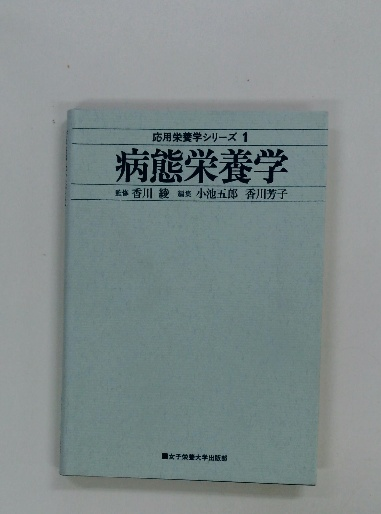 応用栄養学シリーズ 1
病態栄養学
監修 香川 綾 編集 小池五郎 香川芳子
■女子栄養大学出版部